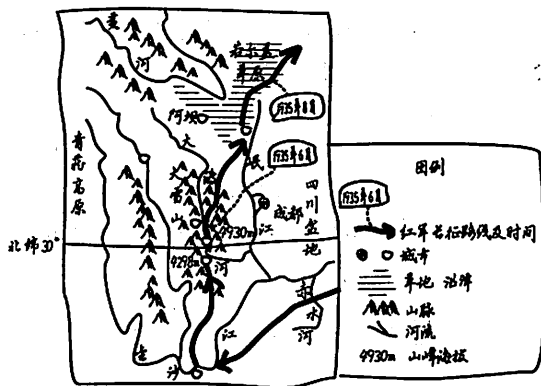 黄河
若尔盖
草原
阿坝
1935年8月
大渡河
岷江
1935年6月
青藏高原
大雪山
成都
四川盆地
4930m
北纬30°
4298m
赤水河
金沙江
图例
1935年6月
红军长征路线及时间
城市
草地 沼泽
山脉
河流
4930m 山峰海拔